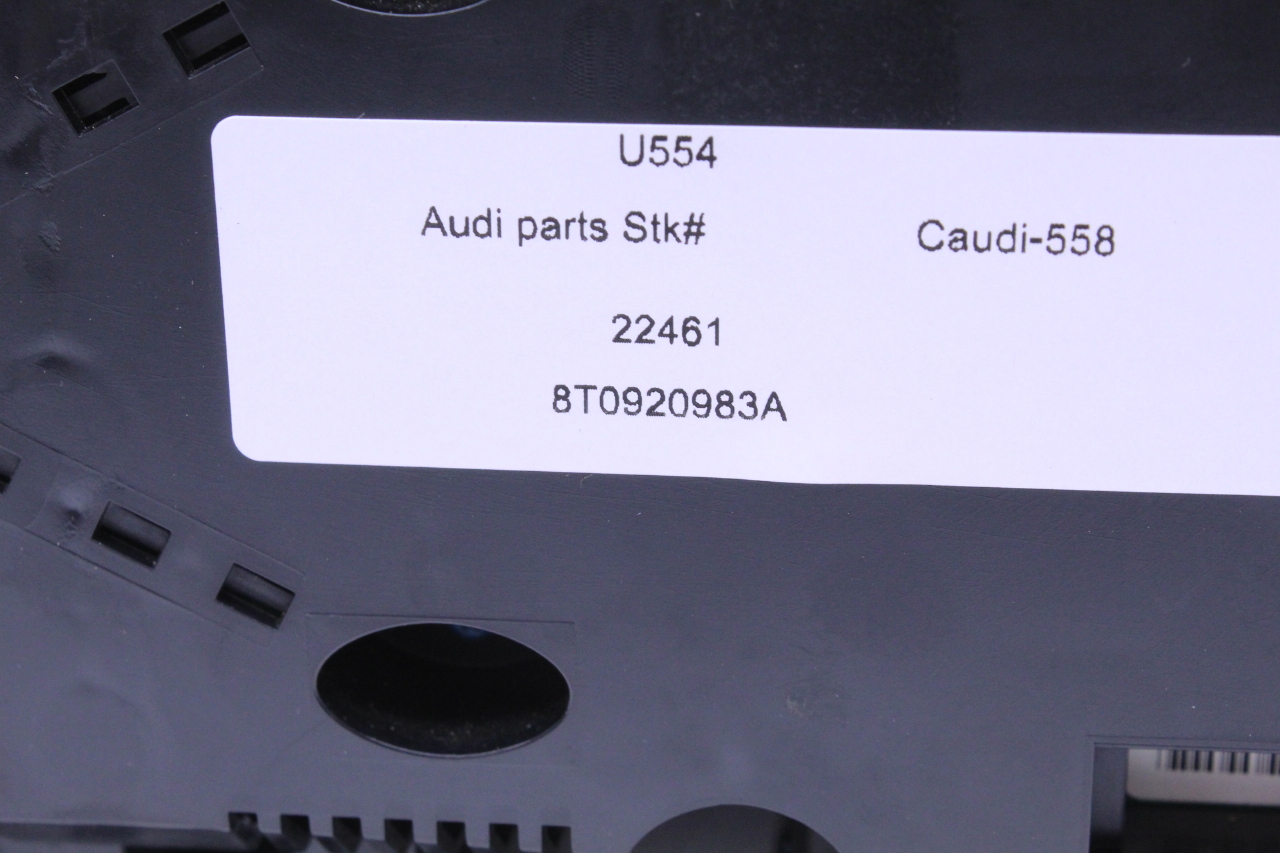 U554
Audi parts Stk# Caudi-558
22461
8T0920983A